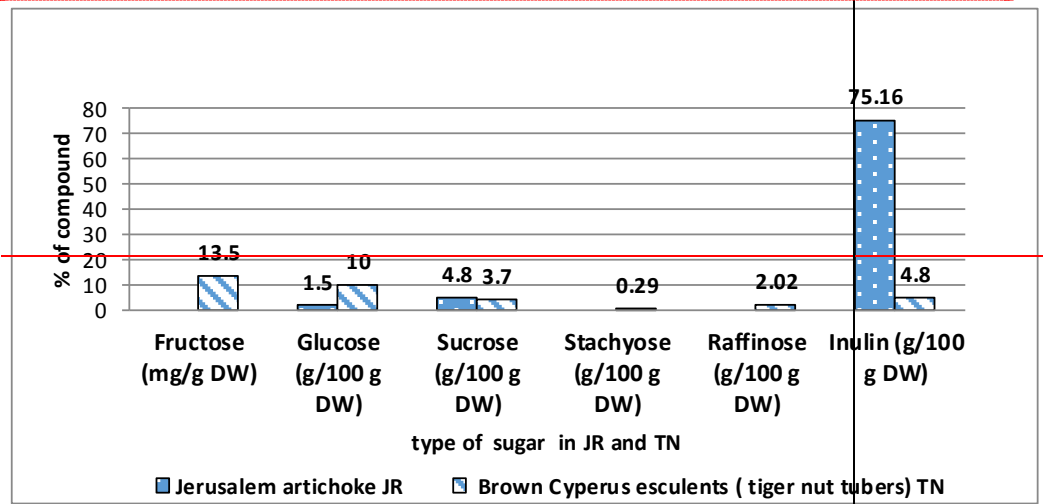 % of compound
80
70
60
50
40
30
20
10
0
13.5
1.5
10
4.8
3.7
0.29
2.02
75.16
4.8
Fructose
(mg/g DW)
Glucose
(g/100 g
DW)
Sucrose
(g/100 g
DW)
Stachyose
(g/100 g
DW)
Raffinose
(g/100 g
DW)
Inulin (g/100
g DW)
type of sugar in JR and TN
Jerusalem artichoke JR
Brown Cyperus esculents ( tiger nut tubers) TN